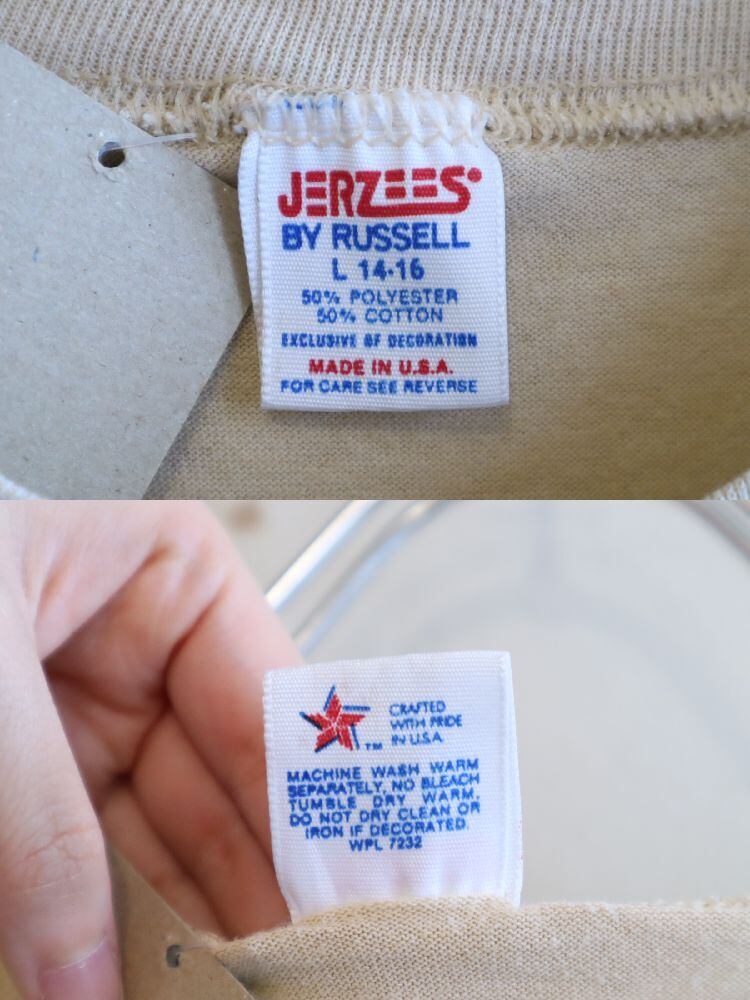 JERZEES
BY RUSSELL
L 14-16
50% POLYESTER
50% COTTON
EXCLUSIVE OF DECORATION
MADE IN U.S.A.
FOR CARE SEE REVERSE
CRAFTED
WITH PRIDE
IN U.S.A.
TM
MACHINE WASH WARM
SEPARATELY, NO BLEACH
TUMBLE DRY WARM.
DO NOT DRY CLEAN OR
IRON IF DECORATED.
WPL 7232